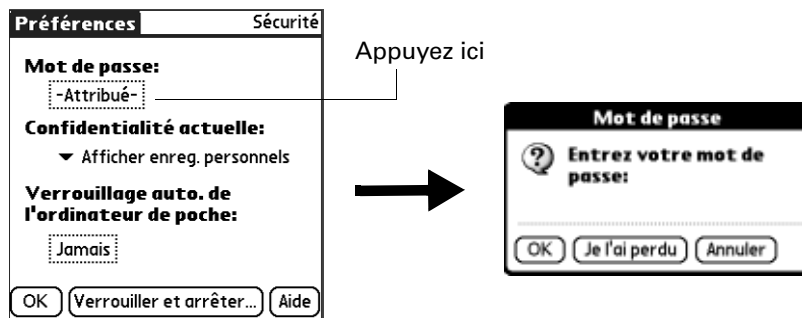 Préférences Sécurité
Mot de passe:
-Attribué-
Confidentialité actuelle:
Afficher enreg. personnels
Verrouillage auto. de
l'ordinateur de poche:
Jamais
OK Verrouiller et arrêter... Aide
Appuyez ici
Mot de passe
Entrez votre mot de
passe:
OK Je l'ai perdu Annuler